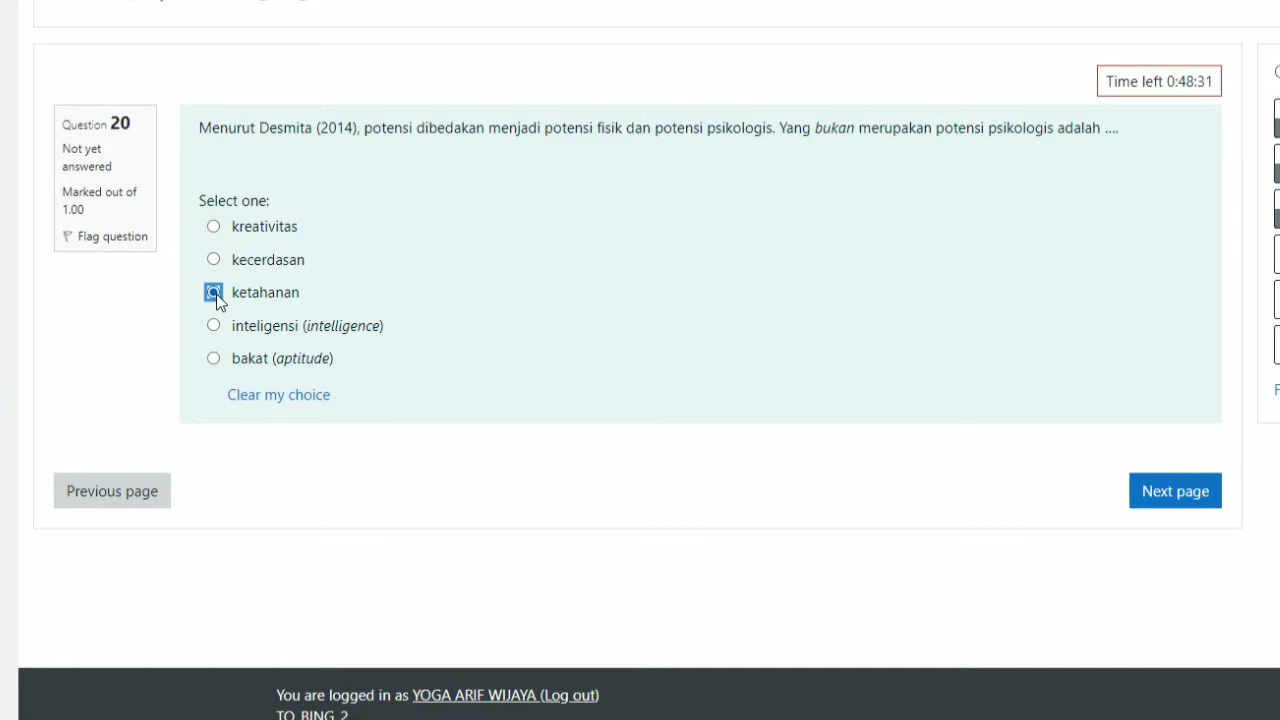 Time left 0:48:31
Question 20
Not yet
answered
Marked out of
1.00
Flag question
Menurut Desmita (2014), potensi dibedakan menjadi potensi fisik dan potensi psikologis. Yang bukan merupakan potensi psikologis adalah ....
Select one:
kreativitas
kecerdasan
ketahanan
inteligensi (intelligence)
bakat (aptitude)
Clear my choice
Previous page
Next page
You are logged in as YOGA ARIF WIJAYA (Log out)
TO_BING_2